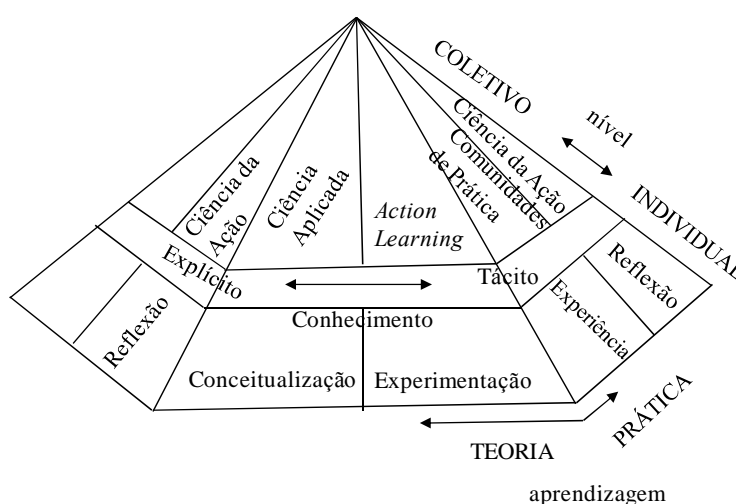 COLETIVO
nível
INDIVIDUAL
Ciência da
Ação
Ciência
Aplicada
Action
Learning
Comunidades
de Prática
Ciência da Ação
Explícito
Tácito
Conhecimento
Reflexão
Conceitualização
Experimentação
Experiência
Reflexão
TEORIA
PRÁTICA
aprendizagem